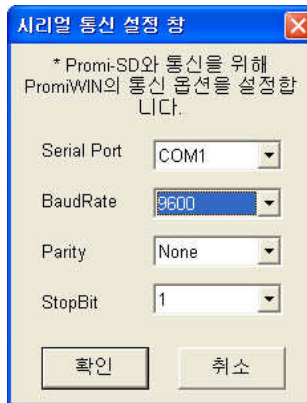 시리얼 통신 설정 창
* Promi-SD와 통신을 위해
PromiWIN의 통신 옵션을 설정합
니다.
Serial Port COM1
BaudRate 9600
Parity None
StopBit 1
확인 취소